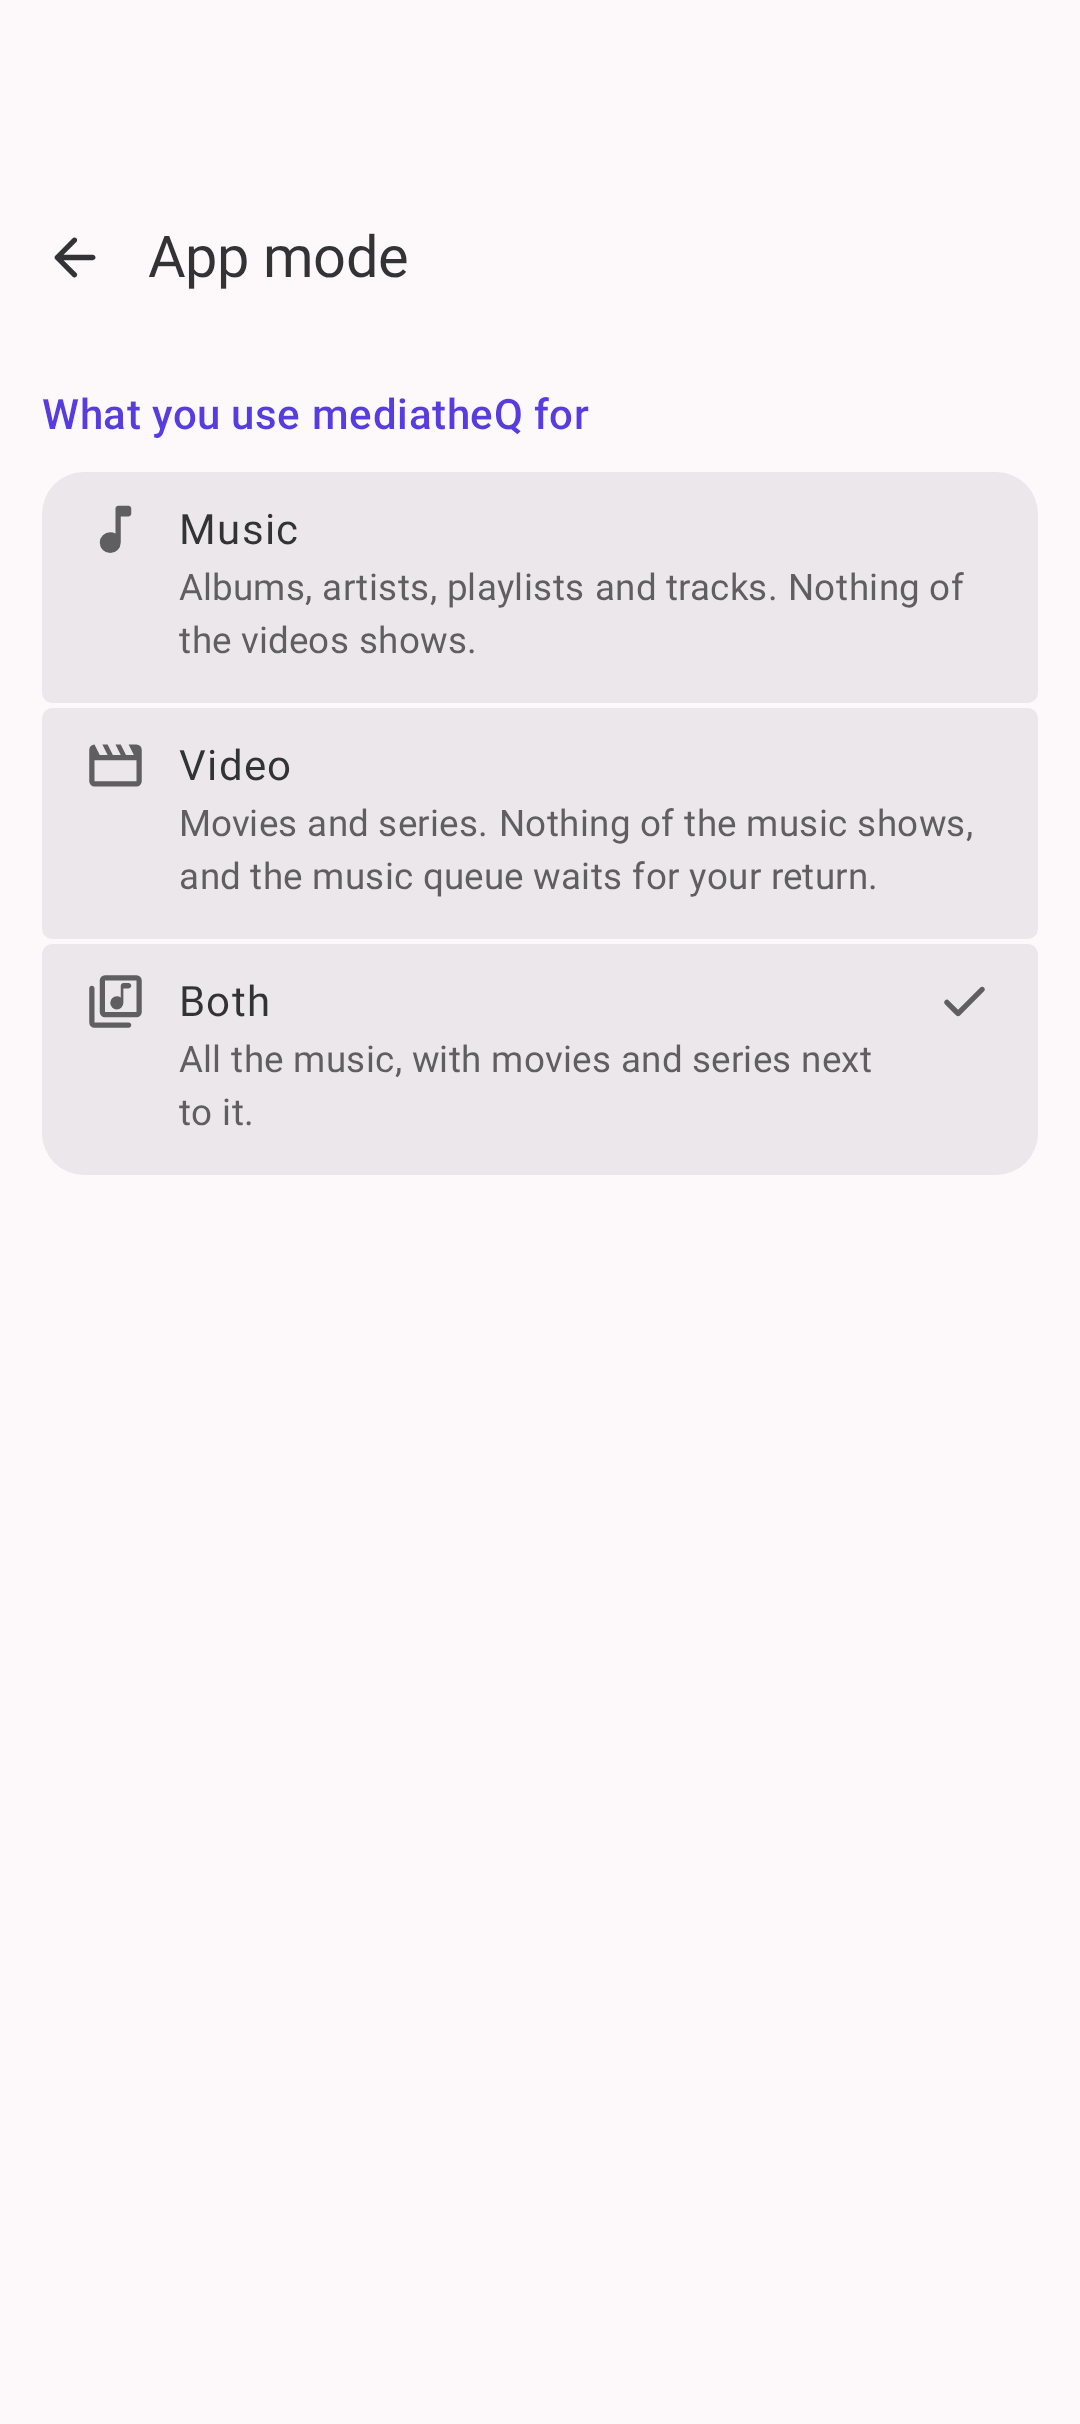 App mode
What you use mediatheQ for
Music
Albums, artists, playlists and tracks. Nothing of
the videos shows.
Video
Movies and series. Nothing of the music shows,
and the music queue waits for your return.
Both
All the music, with movies and series next
to it.